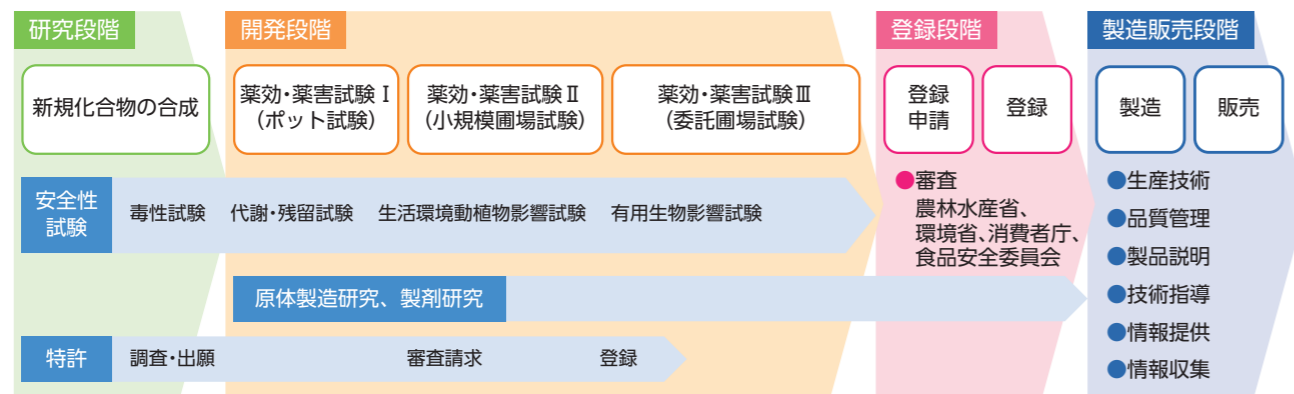 研究段階
開発段階
登録段階
製造販売段階
新規化合物の合成
薬効・薬害試験Ⅰ
(ポット試験)
薬効・薬害試験Ⅱ
(小規模圃場試験)
薬効・薬害試験Ⅲ
(委託圃場試験)
登録
申請
登録
製造
販売
安全性
試験
毒性試験
代謝・残留試験
生活環境動植物影響試験
有用生物影響試験
●審査
農林水産省、
環境省、消費者庁、
食品安全委員会
原体製造研究、製剤研究
特許
調査・出願
審査請求
登録
●生産技術
●品質管理
●製品説明
●技術指導
●情報提供
●情報収集